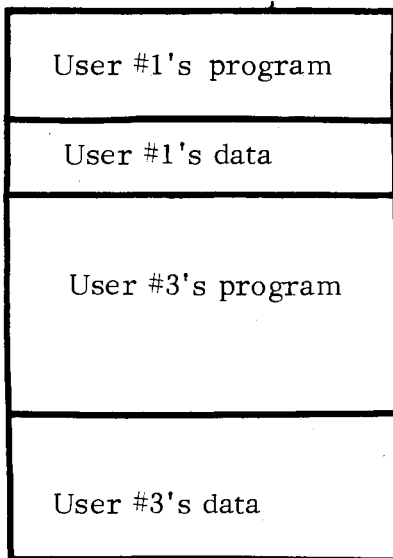 User #1's program
User #1's data
User #3's program
User #3's data